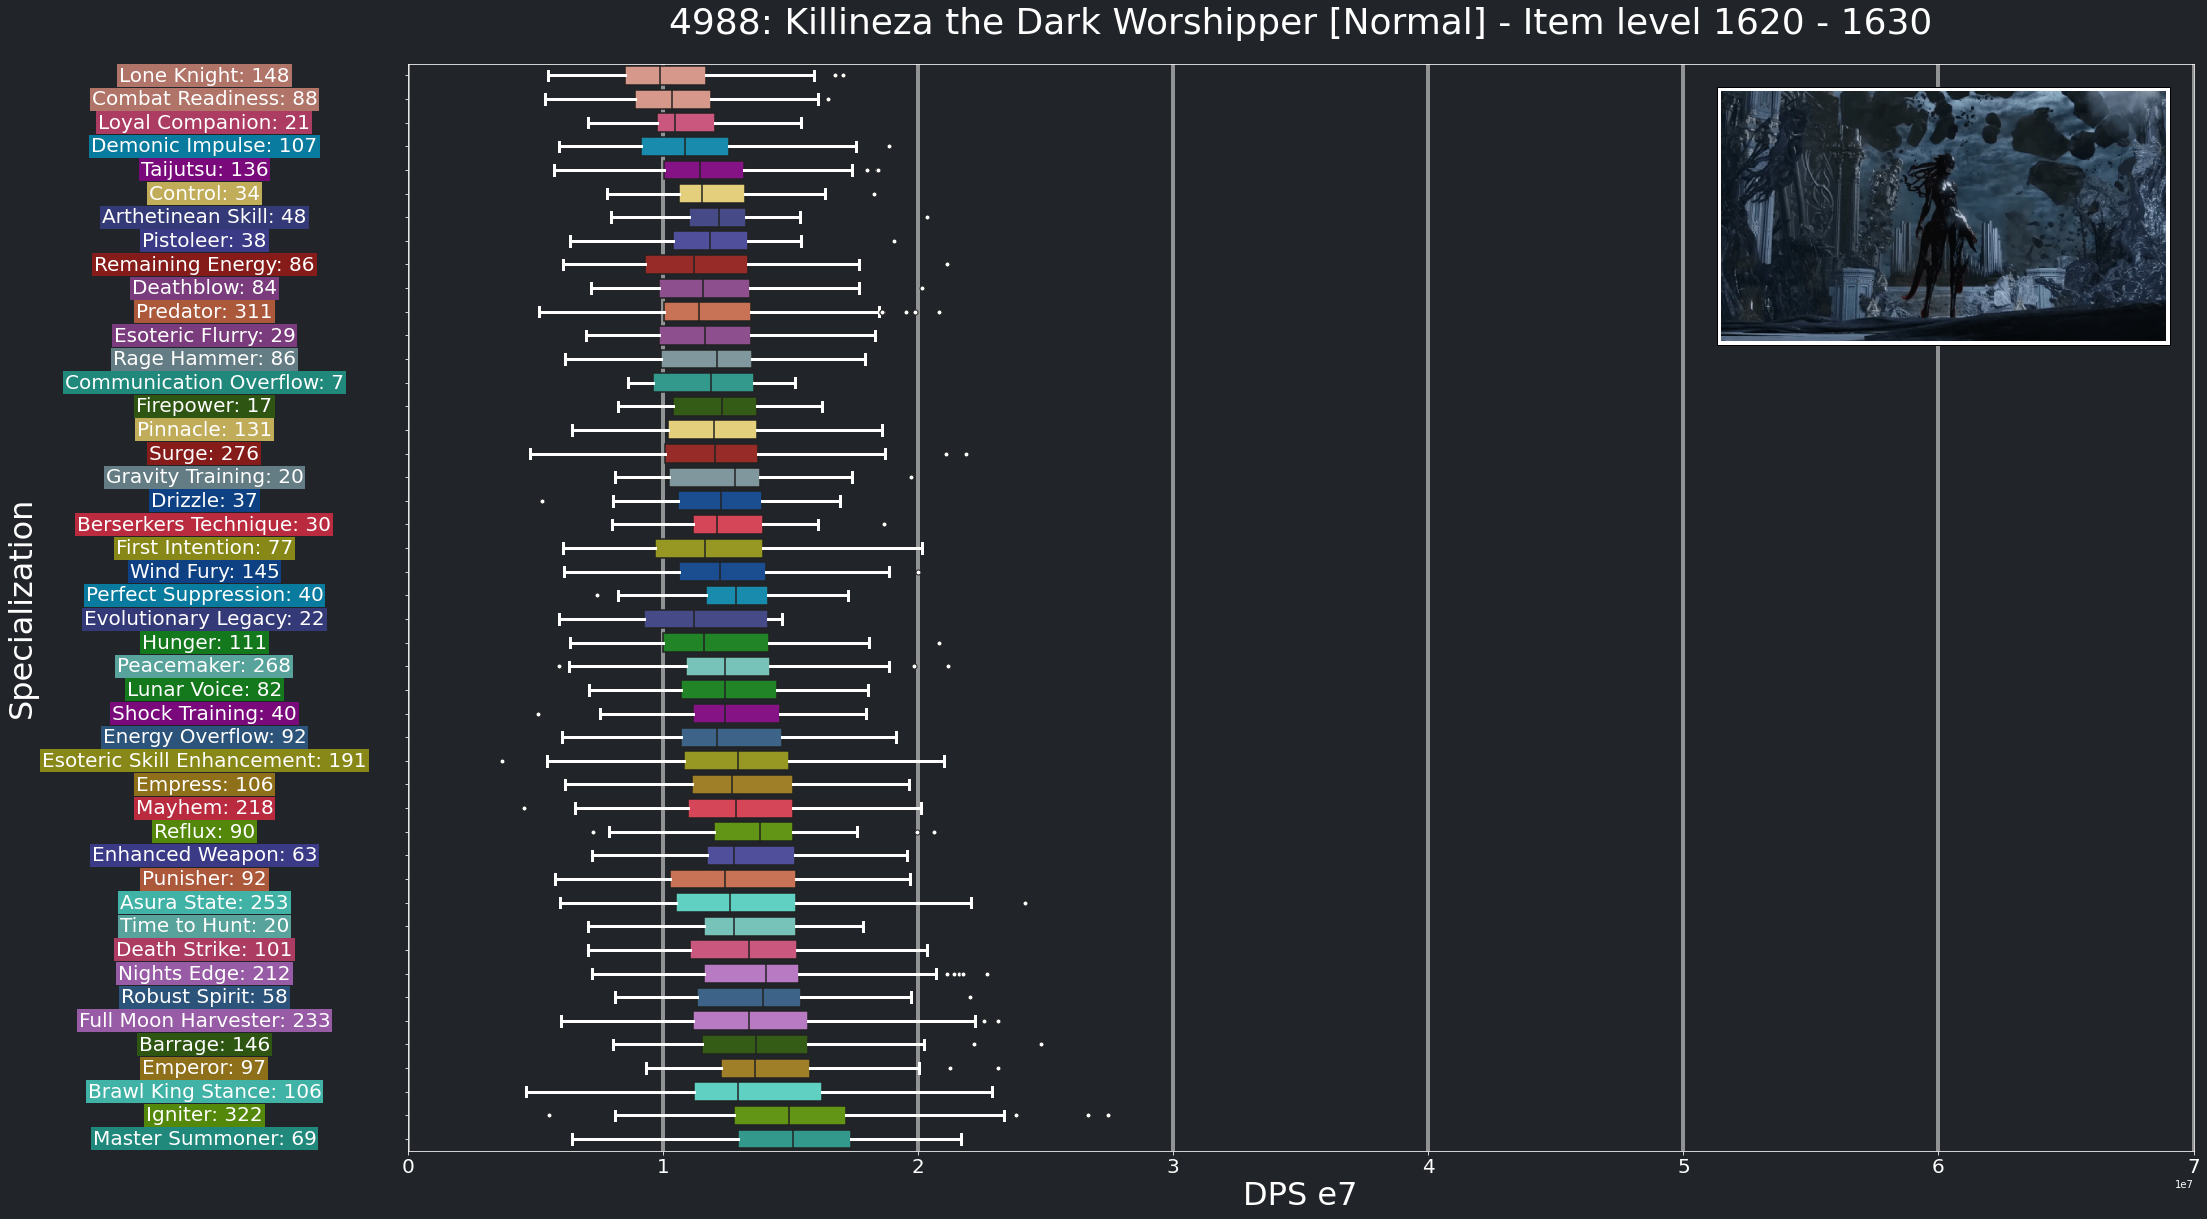 4988: Killineza the Dark Worshipper [Normal] - Item level 1620 - 1630
Lone Knight: 148
Combat Readiness: 88
Loyal Companion: 21
Demonic Impulse: 107
Taijutsu: 136
Control: 34
Arthetinean Skill: 48
Pistoleer: 38
Remaining Energy: 86
Deathblow: 84
Predator: 311
Esoteric Flurry: 29
Rage Hammer: 86
Communication Overflow: 7
Firepower: 17
Pinnacle: 131
Surge: 276
Gravity Training: 20
Drizzle: 37
Berserkers Technique: 30
First Intention: 77
Wind Fury: 145
Perfect Suppression: 40
Evolutionary Legacy: 22
Hunger: 111
Peacemaker: 268
Lunar Voice: 82
Shock Training: 40
Energy Overflow: 92
Esoteric Skill Enhancement: 191
Empress: 106
Mayhem: 218
Reflux: 90
Enhanced Weapon: 63
Punisher: 92
Asura State: 253
Time to Hunt: 20
Death Strike: 101
Nights Edge: 212
Robust Spirit: 58
Full Moon Harvester: 233
Barrage: 146
Emperor: 97
Brawl King Stance: 106
Igniter: 322
Master Summoner: 69
Specialization
0 1 2 3 4 5 6 7
1e7
DPS e7